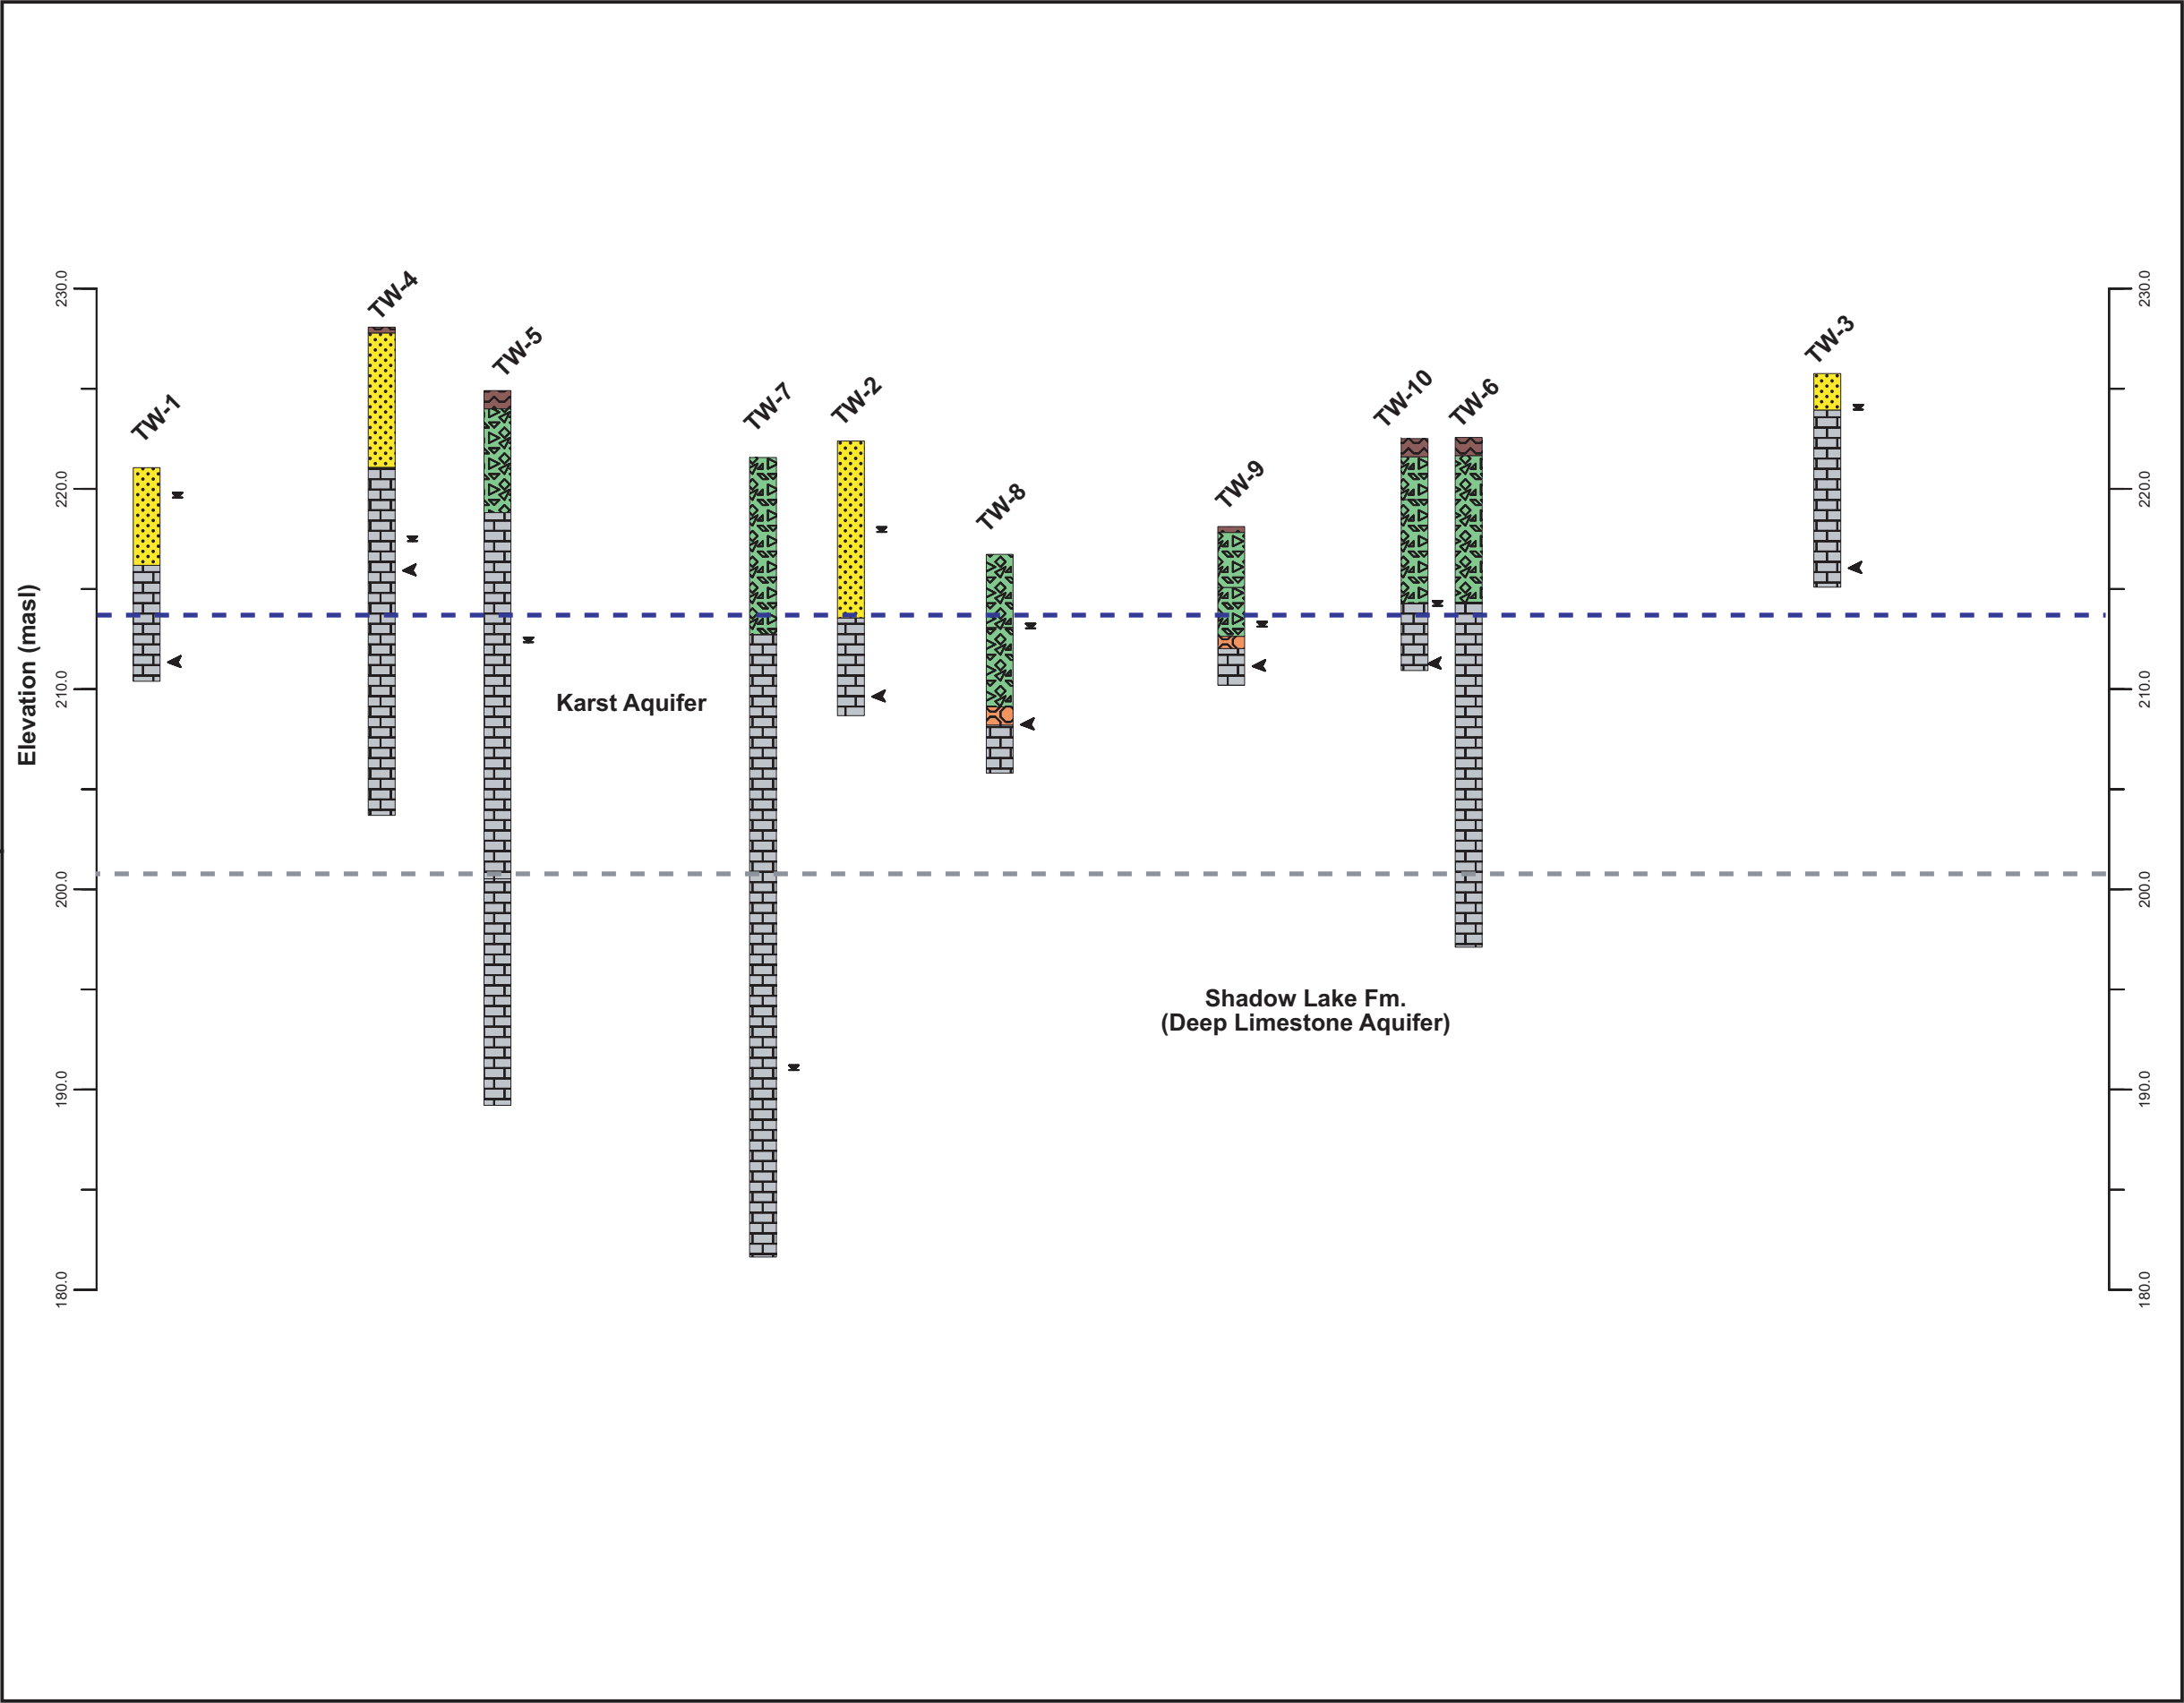 TW-4
TW-3
TW-5
TW-10
TW-6
TW-2
TW-7
TW-1
TW-9
TW-8
230.0
220.0
210.0
200.0
190.0
180.0
Elevation (masl)
Karst Aquifer
Shadow Lake Fm.
(Deep Limestone Aquifer)
230.0
220.0
210.0
200.0
190.0
180.0